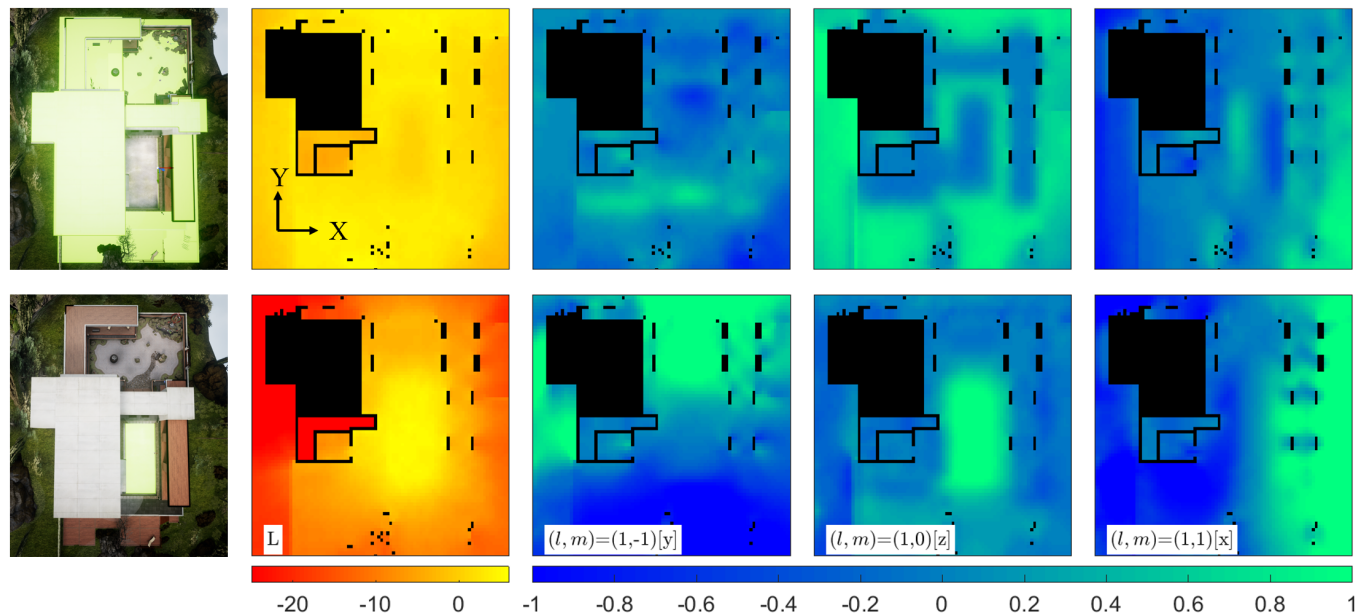 Y
X
L
(l, m)=(1,-1)[y]
(l, m)=(1,0)[z]
(l, m)=(1,1)[x]
-20 -10 0
-1 -0.8 -0.6 -0.4 -0.2 0 0.2 0.4 0.6 0.8 1